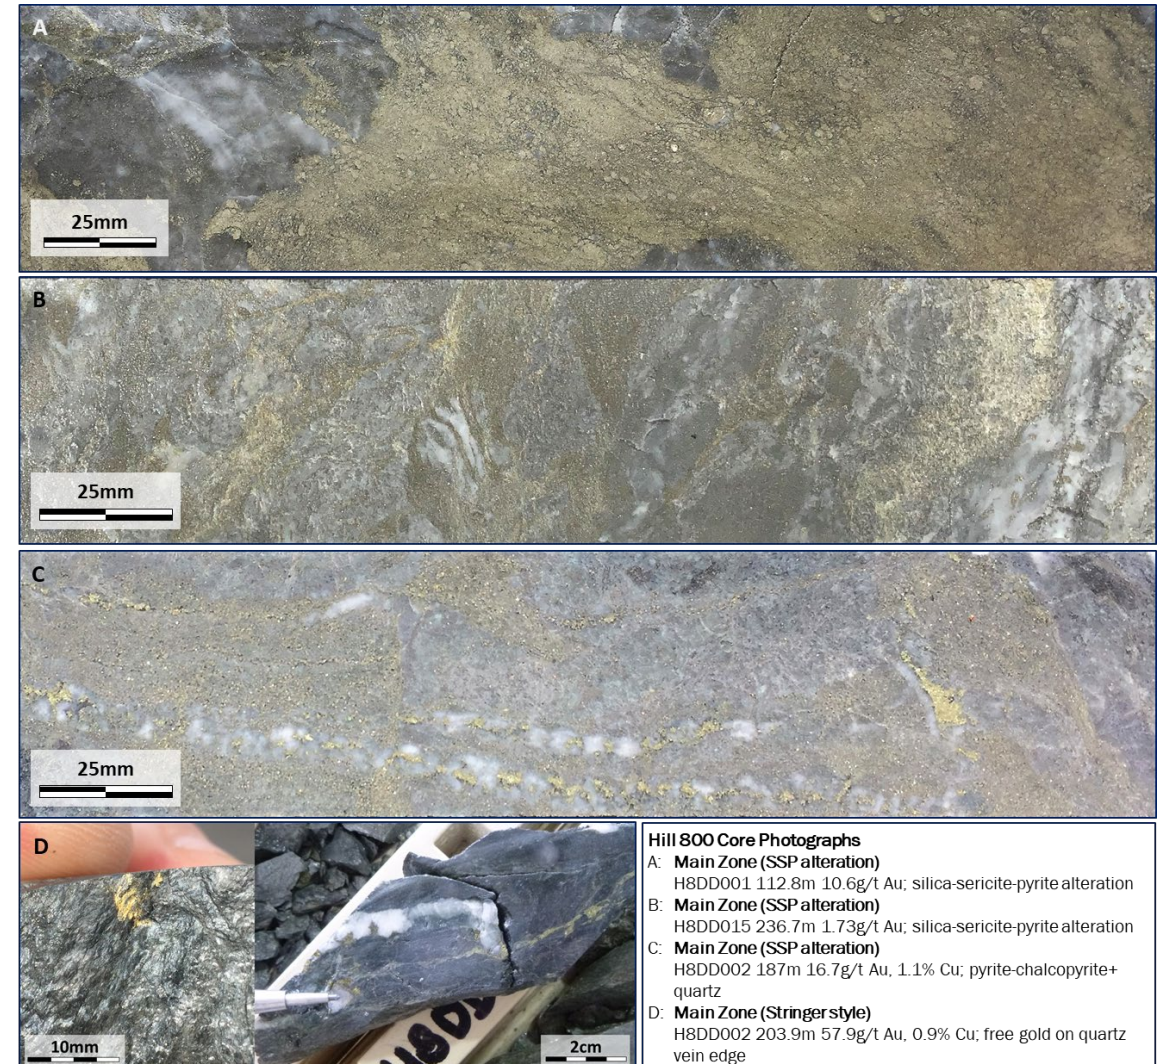 A
25mm
B
25mm
C
25mm
D
10mm
2cm
Hill 800 Core Photographs
A: Main Zone (SSP alteration)
H8DD001 112.8m 10.6g/t Au; silica-sericite-pyrite alteration
B: Main Zone (SSP alteration)
H8DD015 236.7m 1.73g/t Au; silica-sericite-pyrite alteration
C: Main Zone (SSP alteration)
H8DD002 187m 16.7g/t Au, 1.1% Cu; pyrite-chalcopyrite+
quartz
D: Main Zone (Stringer style)
H8DD002 203.9m 57.9g/t Au, 0.9% Cu; free gold on quartz
vein edge